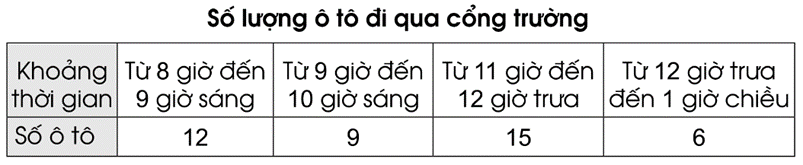 Số lượng ô tô đi qua cổng trường
Khoảng thời gian
Từ 8 giờ đến 9 giờ sáng
Từ 9 giờ đến 10 giờ sáng
Từ 11 giờ đến 12 giờ trưa
Từ 12 giờ trưa đến 1 giờ chiều
Số ô tô
12
9
15
6